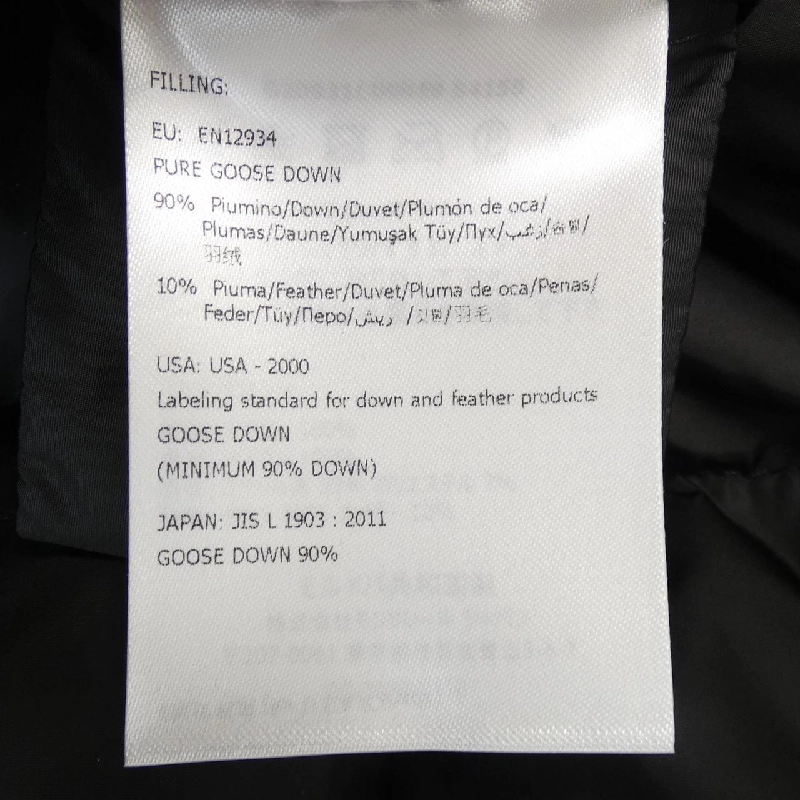 FILLING:
EU: EN12934
PURE GOOSE DOWN
90% Piumino/Down/Duvet/Plumón de oca/
Plumas/Daune/Yumuşak Tüy/Пух/زغب/
羽绒
10% Piuma/Feather/Duvet/Pluma de oca/Penas/
Feder/Tüy/Перо/ریش /羽毛
USA: USA - 2000
Labeling standard for down and feather products
GOOSE DOWN
(MINIMUM 90% DOWN)
JAPAN: JIS L 1903 : 2011
GOOSE DOWN 90%